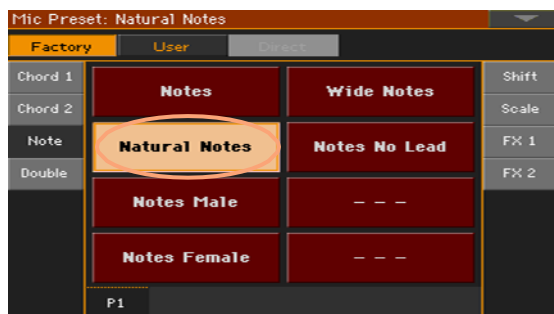 Mic Preset: Natural Notes
Factory User Direct
Chord 1
Chord 2
Note
Double
Notes Wide Notes
Natural Notes Notes No Lead
Notes Male - - -
Notes Female - - -
Shift
Scale
FX 1
FX 2
P1